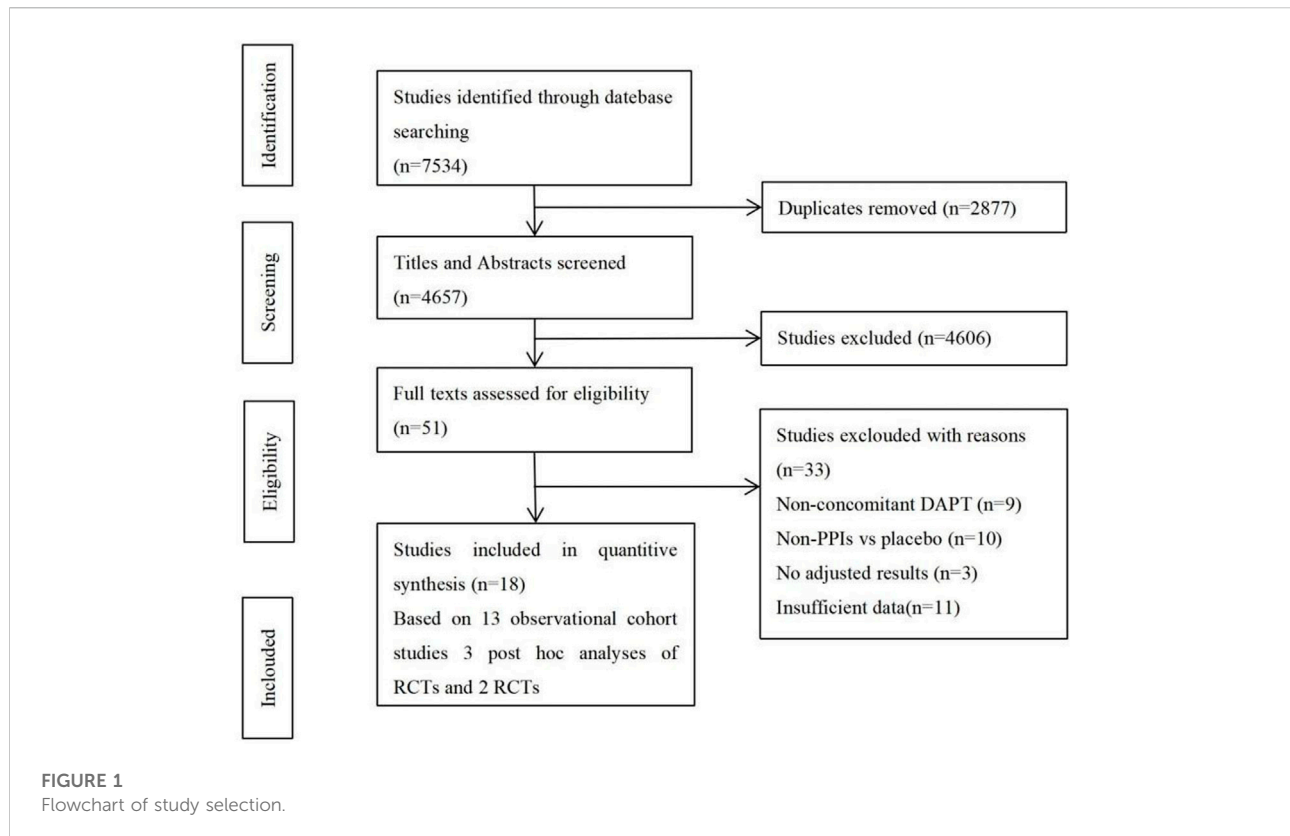 Identification
Studies identified through datebase
searching
(n=7534)
Duplicates removed (n=2877)
Screening
Titles and Abstracts screened
(n=4657)
Studies excluded (n=4606)
Eligibility
Full texts assessed for eligibility
(n=51)
Studies exclouded with reasons
(n=33)
Non-concomitant DAPT (n=9)
Non-PPIs vs placebo (n=10)
No adjusted results (n=3)
Insufficient data(n=11)
Inclouded
Studies included in quantitive
synthesis (n=18)
Based on 13 observational cohort
studies 3 post hoc analyses of
RCTs and 2 RCTs
FIGURE 1
Flowchart of study selection.